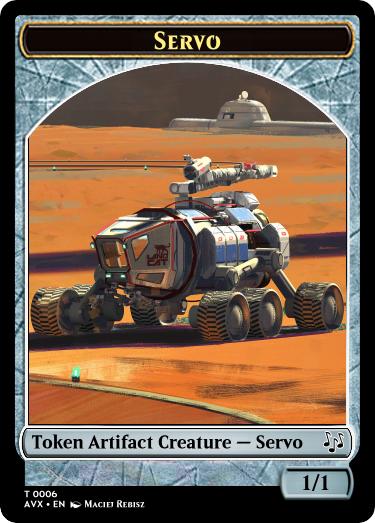 Servo
Token Artifact Creature — Servo
1/1
T 0006
AVX • EN Maciej Rebisz